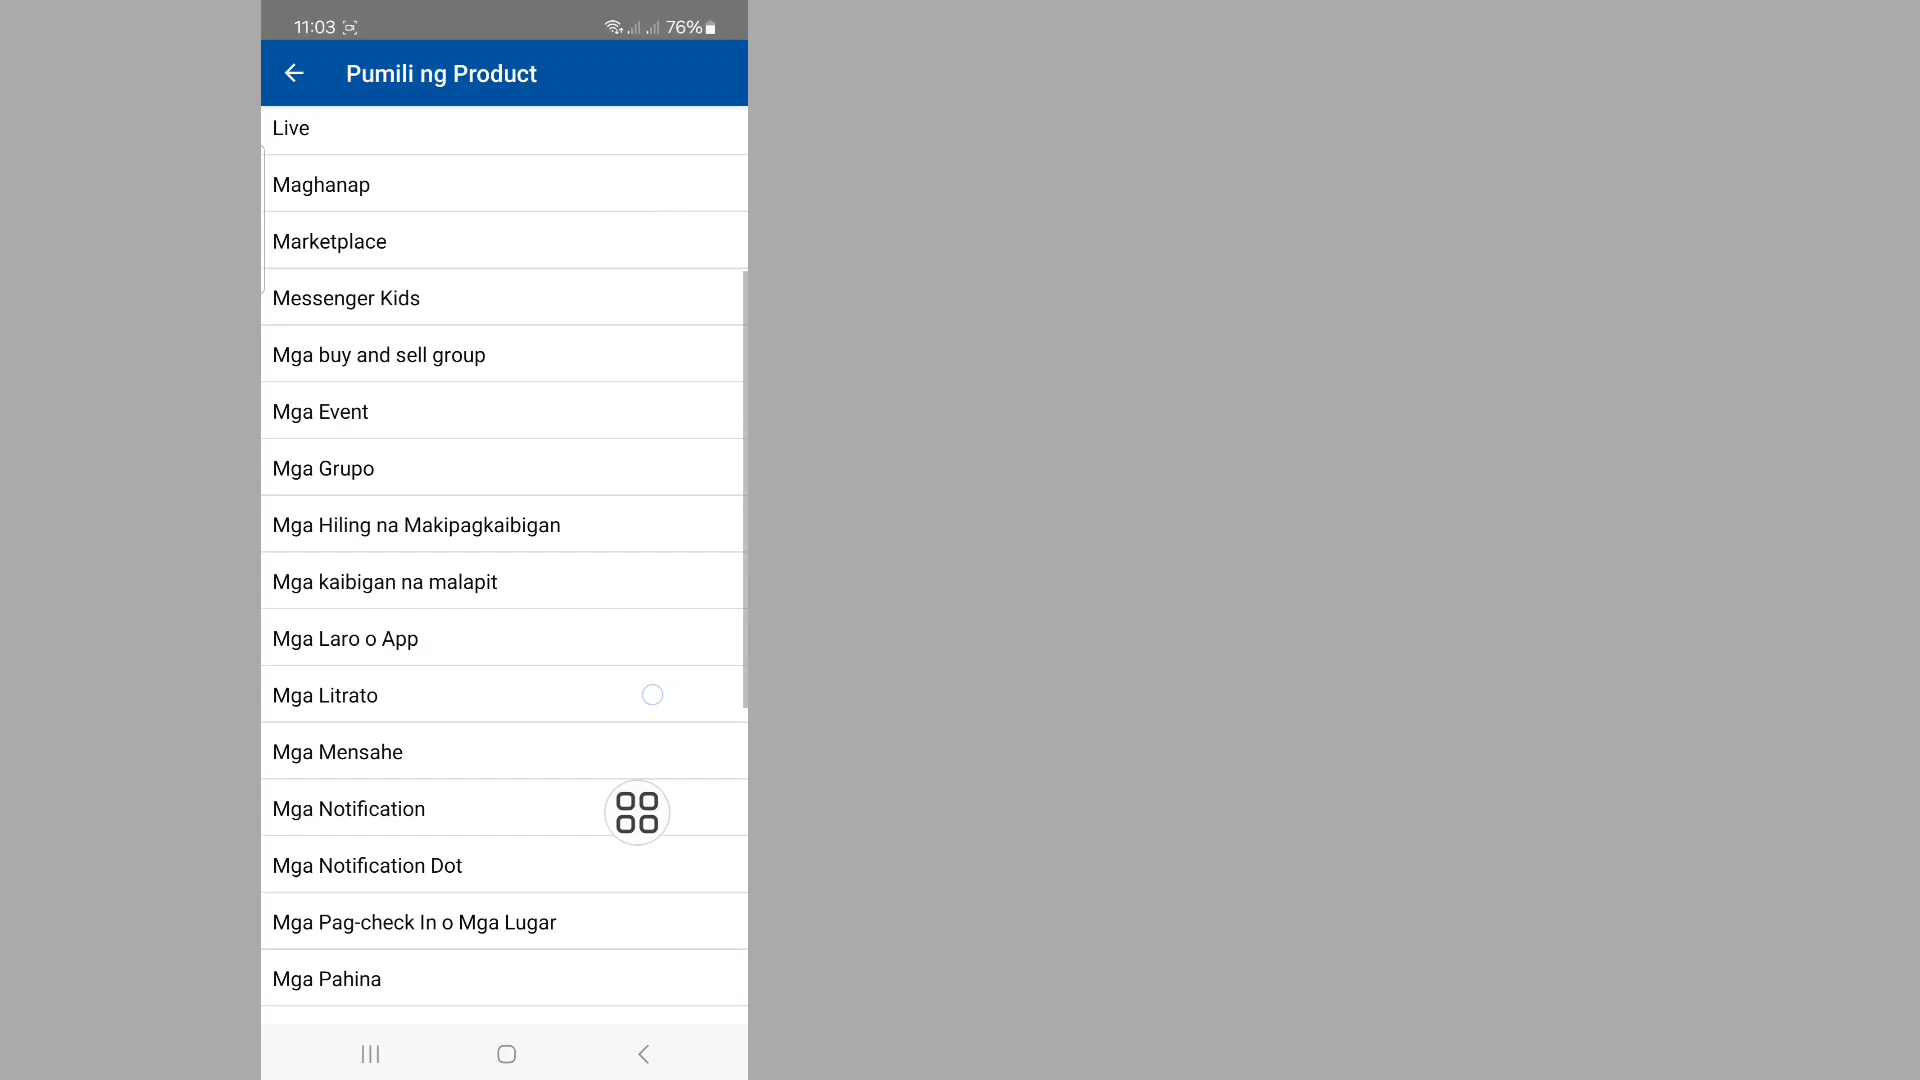 11:03
76%
Pumili ng Product
Live
Maghanap
Marketplace
Messenger Kids
Mga buy and sell group
Mga Event
Mga Grupo
Mga Hiling na Makipagkaibigan
Mga kaibigan na malapit
Mga Laro o App
Mga Litrato
Mga Mensahe
Mga Notification
Mga Notification Dot
Mga Pag-check In o Mga Lugar
Mga Pahina